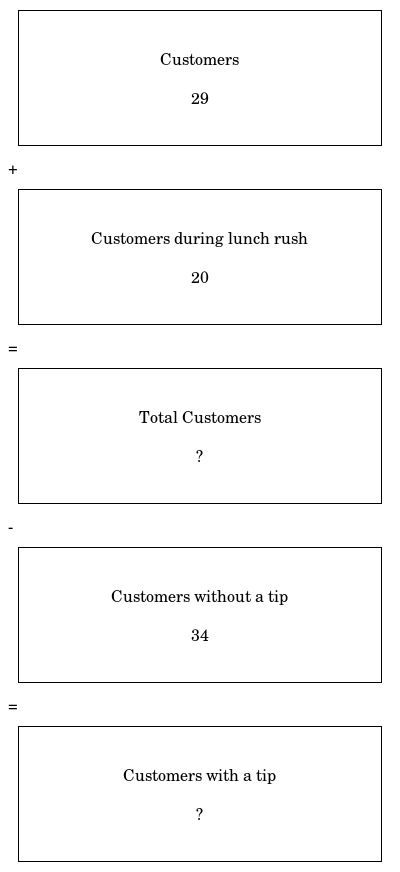 Customers
29
+
Customers during lunch rush
20
=
Total Customers
?
-
Customers without a tip
34
=
Customers with a tip
?